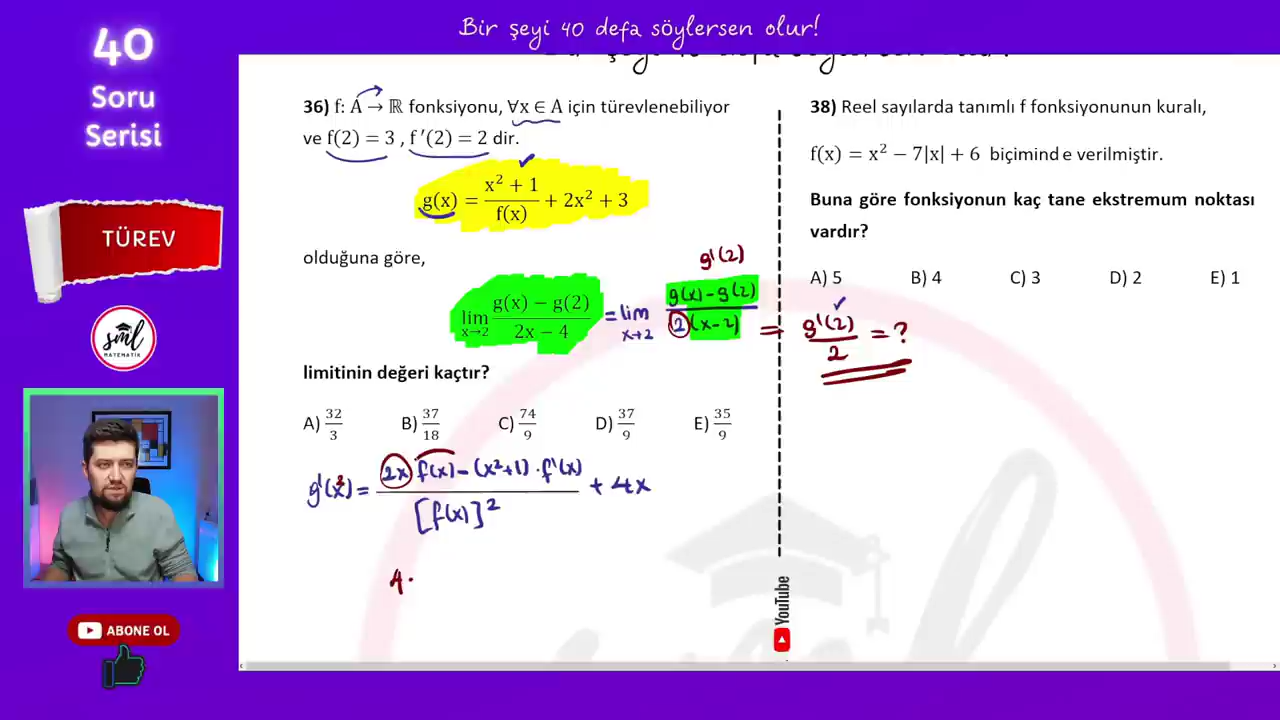 Bir şeyi 40 defa söylersen olur!
40
Soru
Serisi
TÜREV
sml
MATEMATİK
ABONE OL
36) f: A → ℝ fonksiyonu, ∀x ∈ A için türevlenebiliyor
ve f(2) = 3 , f ′(2) = 2 dir.
g(x) = (x² + 1)/f(x) + 2x² + 3
olduğuna göre,
g'(2)
lim x→2 (g(x) − g(2))/(2x − 4) = lim x→2 (g(x) − g(2))/(2(x−2)) = g'(2)/2 = ?
limitinin değeri kaçtır?
A) 32/3 B) 37/18 C) 74/9 D) 37/9 E) 35/9
g'(x) = (2x f(x) − (x²+1) · f'(x))/[f(x)]² + 4x
4·
38) Reel sayılarda tanımlı f fonksiyonunun kuralı,
f(x) = x² − 7|x| + 6 biçiminde verilmiştir.
Buna göre fonksiyonun kaç tane ekstremum noktası
vardır?
A) 5 B) 4 C) 3 D) 2 E) 1
YouTube